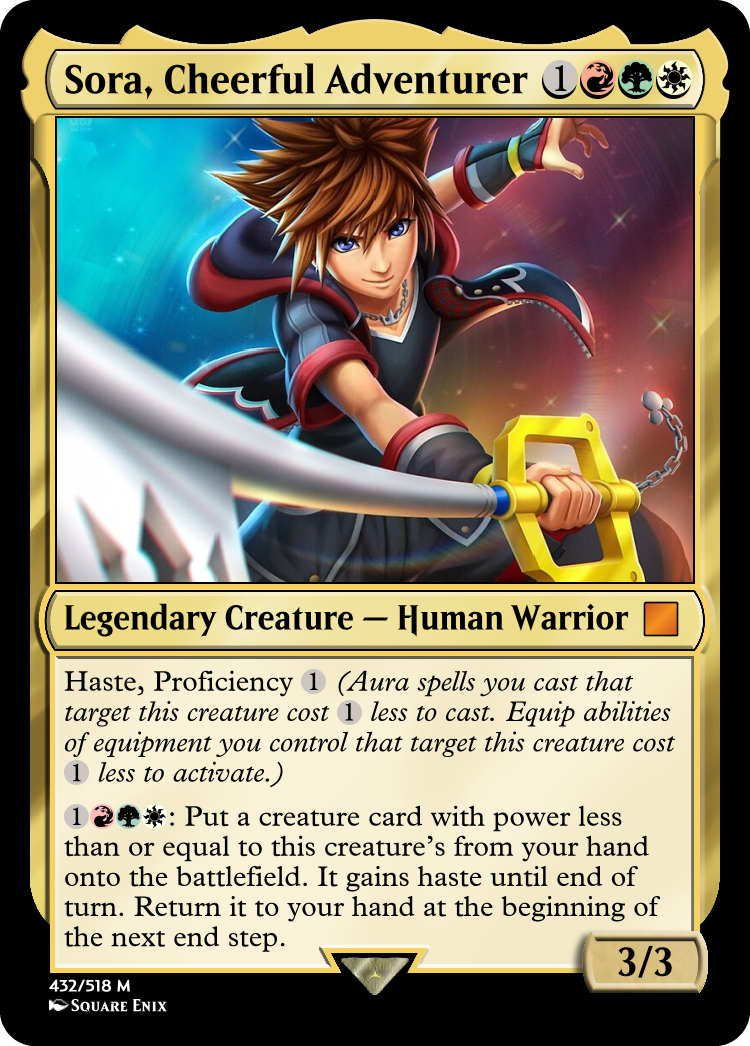 Sora, Cheerful Adventurer 1
Legendary Creature — Human Warrior
Haste, Proficiency 1 (Aura spells you cast that
target this creature cost 1 less to cast. Equip abilities
of equipment you control that target this creature cost
1 less to activate.)
1: Put a creature card with power less
than or equal to this creature's from your hand
onto the battlefield. It gains haste until end of
turn. Return it to your hand at the beginning of
the next end step.
3/3
432/518 M
Square Enix